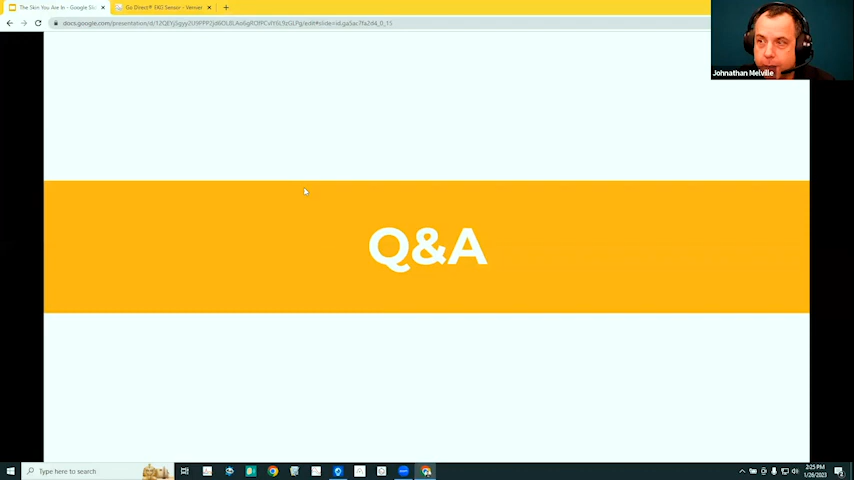 The Skin You Are In - Google Sli
Go Direct® EKG Sensor - Vernier
Johnathan Melville
Q&A
Type here to search
2:25 PM
1/26/2023